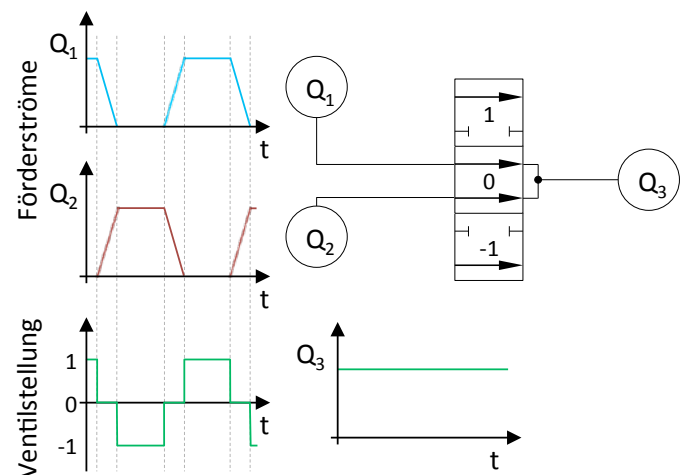 Förderströme
Q1
t
Q2
t
Ventilstellung
1
0
-1
t
Q1
Q2
1
0
-1
Q3
Q3
t